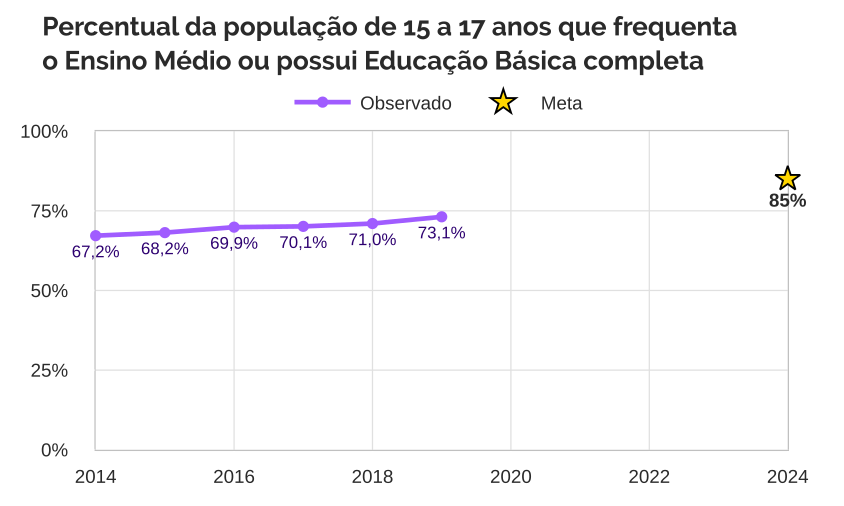 Percentual da população de 15 a 17 anos que frequenta
o Ensino Médio ou possui Educação Básica completa
Observado Meta
100%
85%
75%
67,2% 68,2% 69,9% 70,1% 71,0% 73,1%
50%
25%
0%
2014 2016 2018 2020 2022 2024